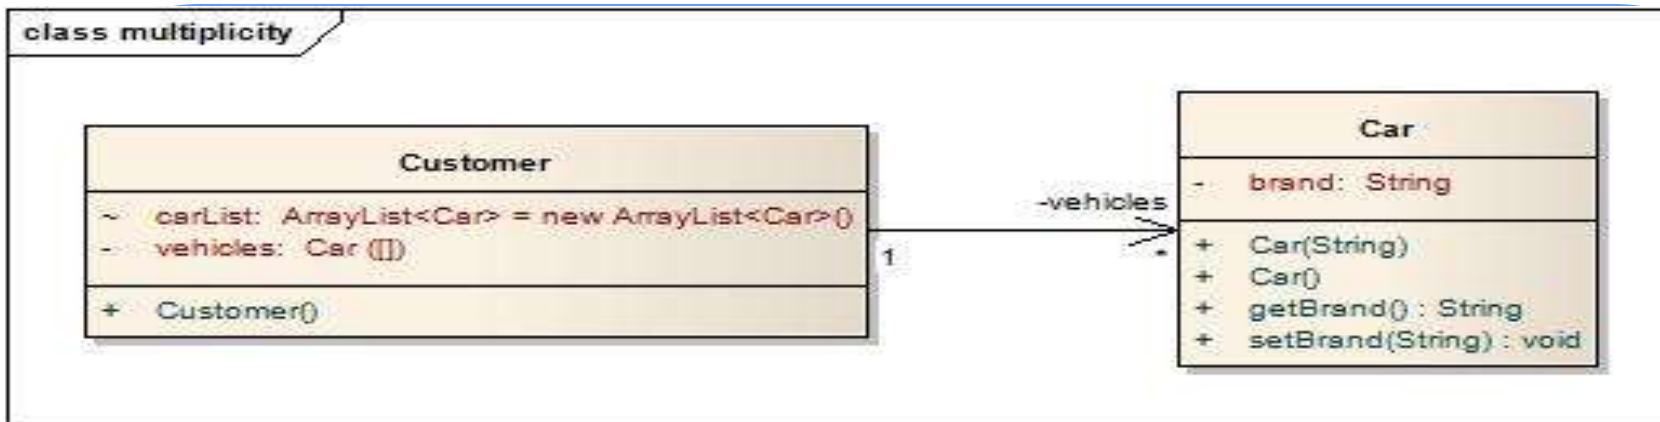 class multiplicity
Customer
~ carList: ArrayList<Car> = new ArrayList<Car>()
- vehicles: Car ([])
+ Customer()
1
-vehicles
*
Car
- brand: String
+ Car(String)
+ Car()
+ getBrand() : String
+ setBrand(String) : void